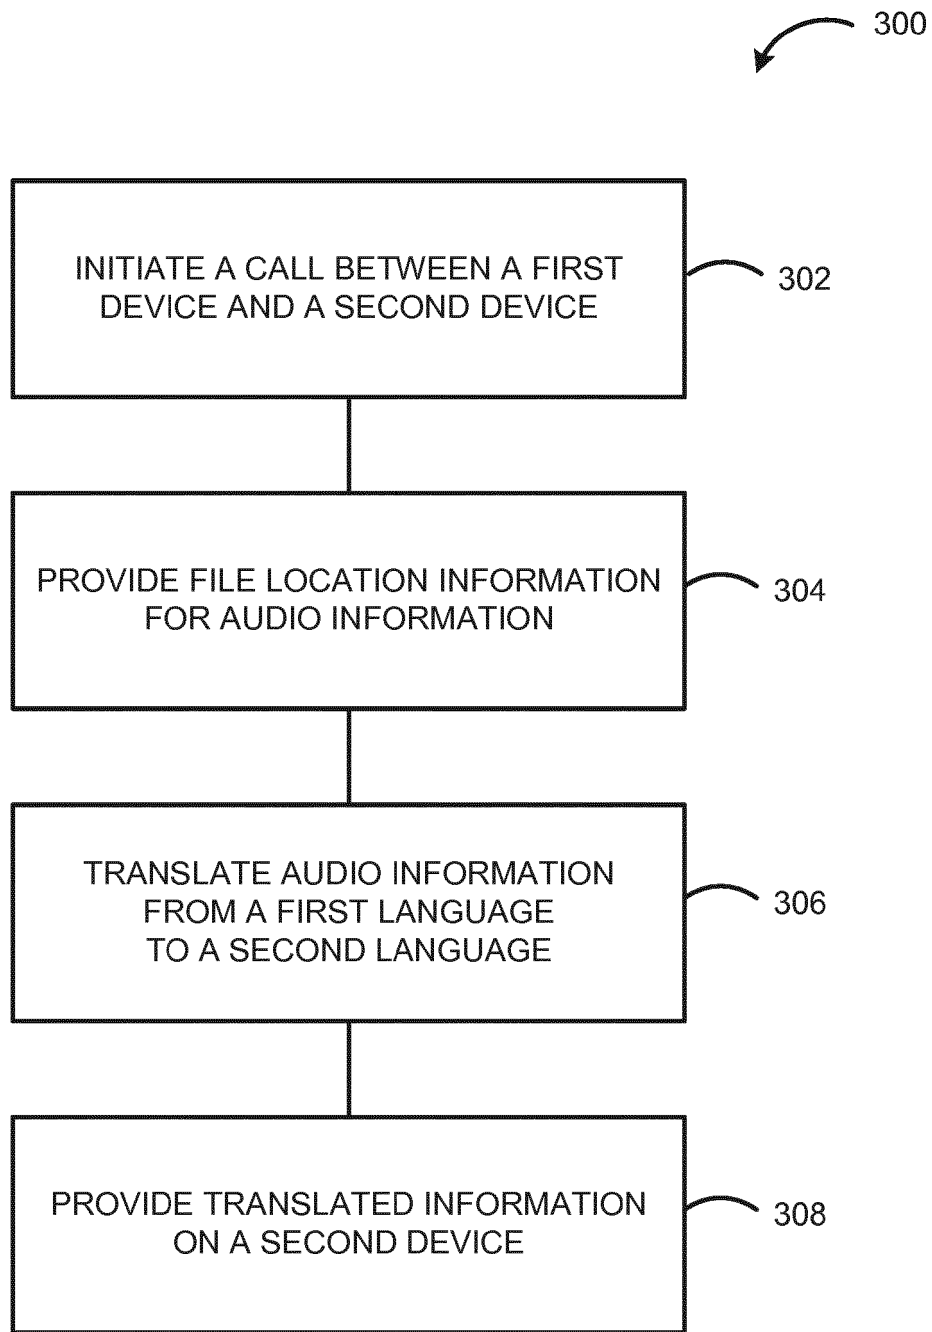 300
INITIATE A CALL BETWEEN A FIRST
DEVICE AND A SECOND DEVICE
302
PROVIDE FILE LOCATION INFORMATION
FOR AUDIO INFORMATION
304
TRANSLATE AUDIO INFORMATION
FROM A FIRST LANGUAGE
TO A SECOND LANGUAGE
306
PROVIDE TRANSLATED INFORMATION
ON A SECOND DEVICE
308